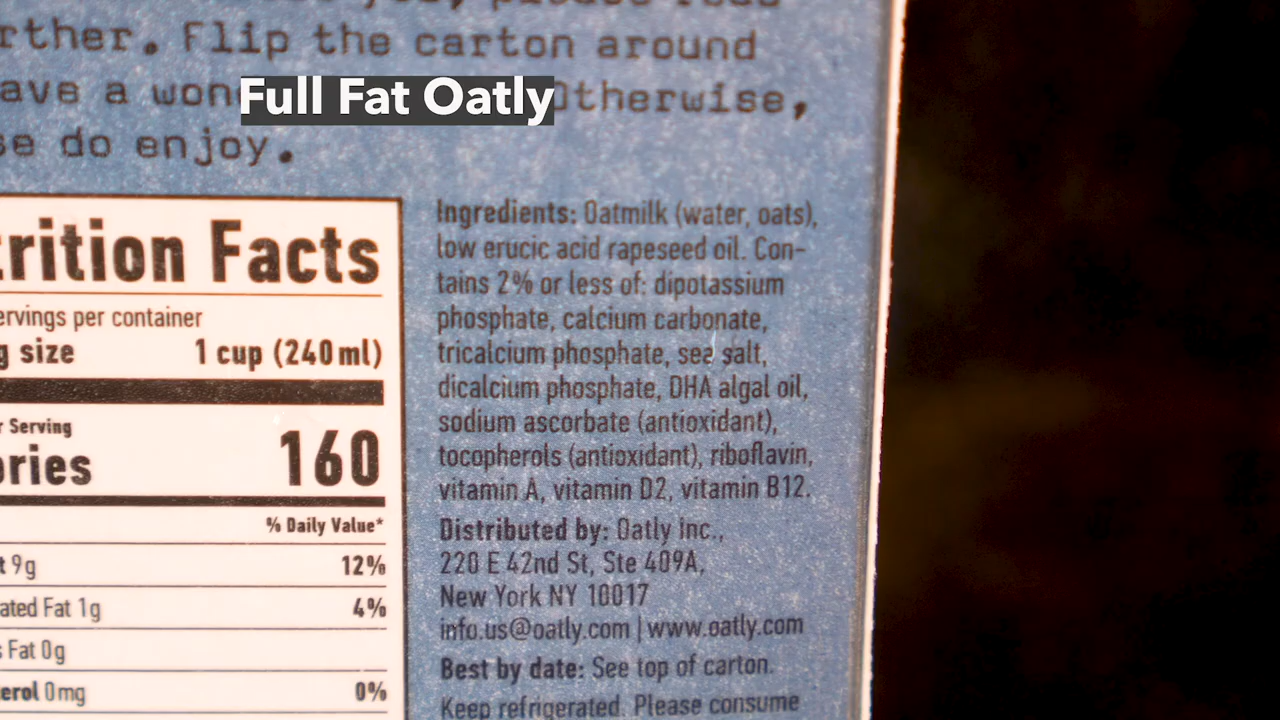 rther. Flip the carton around
ave a won
Full Fat Oatly
Otherwise,
se do enjoy.
trition Facts
ervings per container
g size 1 cup (240ml)
r Serving
ories 160
% Daily Value*
t 9g 12%
ated Fat 1g 4%
s Fat 0g
erol 0mg 0%
Ingredients: Oatmilk (water, oats),
low erucic acid rapeseed oil. Con-
tains 2% or less of: dipotassium
phosphate, calcium carbonate,
tricalcium phosphate, sea salt,
dicalcium phosphate, DHA algal oil,
sodium ascorbate (antioxidant),
tocopherols (antioxidant), riboflavin,
vitamin A, vitamin D2, vitamin B12.
Distributed by: Oatly Inc.,
220 E 42nd St, Ste 409A,
New York NY 10017
info.us@oatly.com | www.oatly.com
Best by date: See top of carton.
Keep refrigerated. Please consume